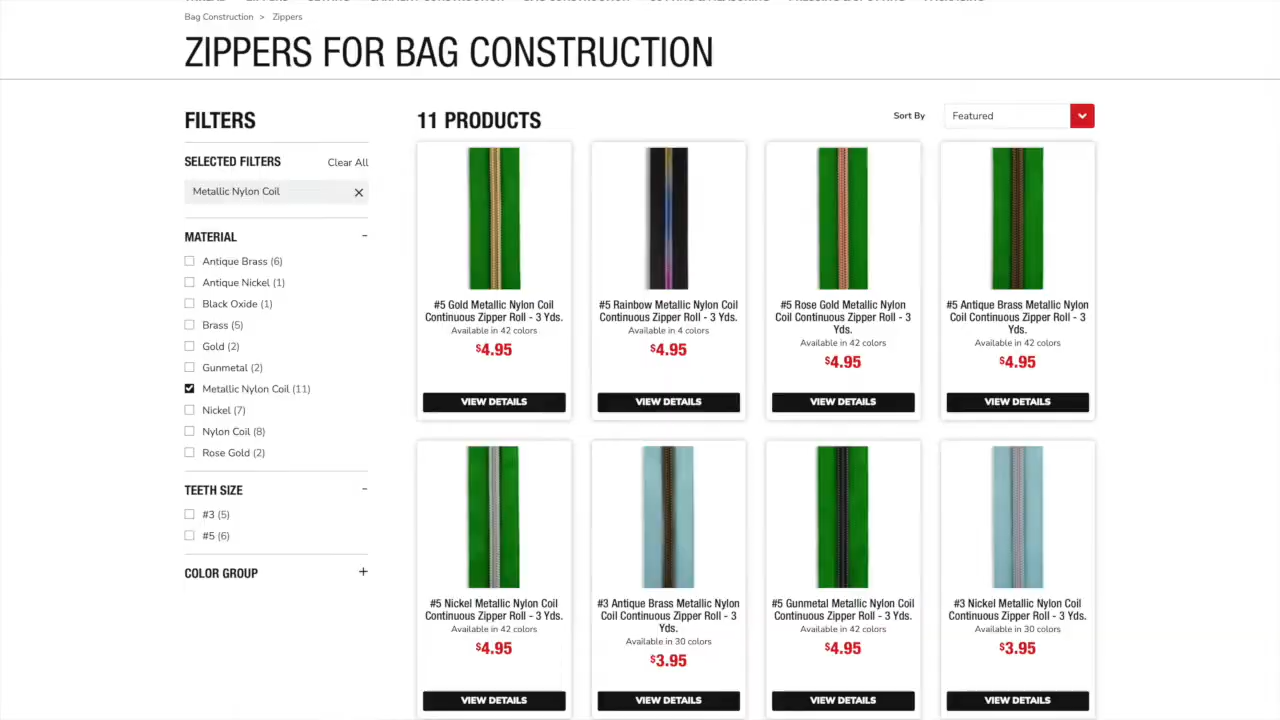 Bag Construction > Zippers
ZIPPERS FOR BAG CONSTRUCTION
FILTERS
SELECTED FILTERS Clear All
Metallic Nylon Coil ×
MATERIAL −
Antique Brass (6)
Antique Nickel (1)
Black Oxide (1)
Brass (5)
Gold (2)
Gunmetal (2)
Metallic Nylon Coil (11)
Nickel (7)
Nylon Coil (8)
Rose Gold (2)
TEETH SIZE −
#3 (5)
#5 (6)
COLOR GROUP +
11 PRODUCTS
Sort By Featured
#5 Gold Metallic Nylon Coil
Continuous Zipper Roll - 3 Yds.
Available in 42 colors
$4.95
VIEW DETAILS
#5 Rainbow Metallic Nylon Coil
Continuous Zipper Roll - 3 Yds.
Available in 4 colors
$4.95
VIEW DETAILS
#5 Rose Gold Metallic Nylon
Coil Continuous Zipper Roll - 3
Yds.
Available in 42 colors
$4.95
VIEW DETAILS
#5 Antique Brass Metallic Nylon
Coil Continuous Zipper Roll - 3
Yds.
Available in 42 colors
$4.95
VIEW DETAILS
#5 Nickel Metallic Nylon Coil
Continuous Zipper Roll - 3 Yds.
Available in 42 colors
$4.95
VIEW DETAILS
#3 Antique Brass Metallic Nylon
Coil Continuous Zipper Roll - 3
Yds.
Available in 30 colors
$3.95
VIEW DETAILS
#5 Gunmetal Metallic Nylon Coil
Continuous Zipper Roll - 3 Yds.
Available in 42 colors
$4.95
VIEW DETAILS
#3 Nickel Metallic Nylon Coil
Continuous Zipper Roll - 3 Yds.
Available in 30 colors
$3.95
VIEW DETAILS